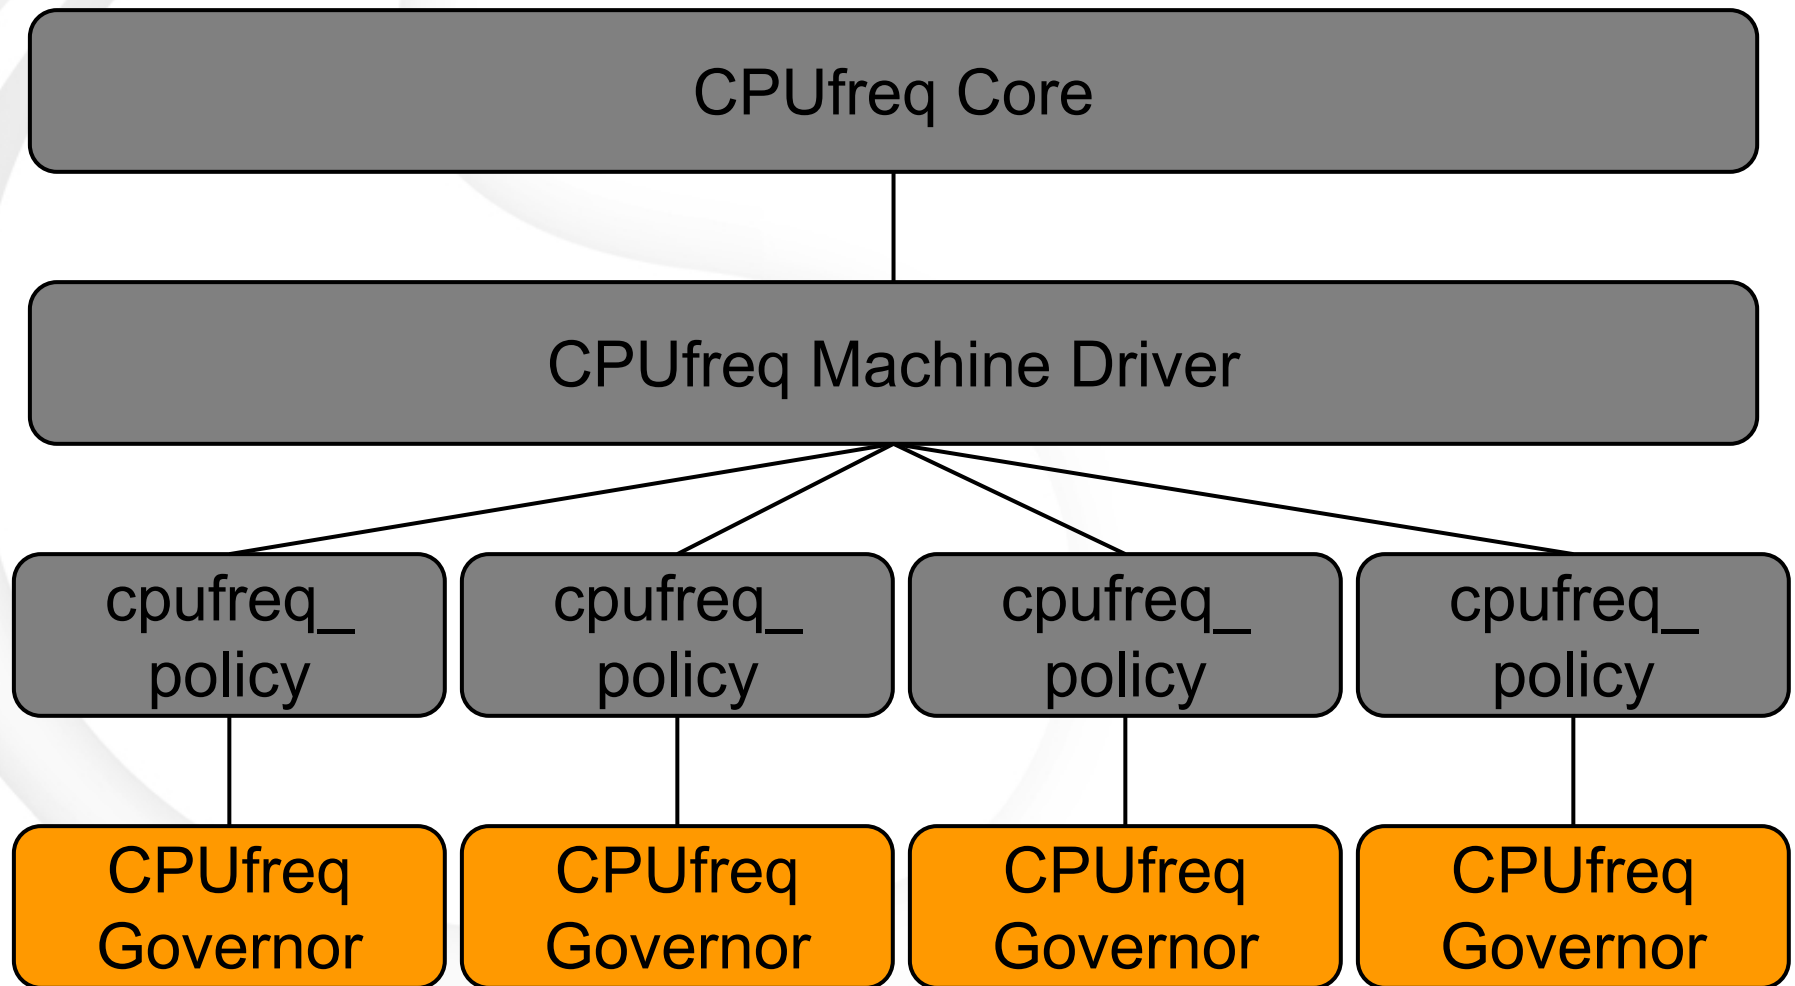 CPUfreq Core
CPUfreq Machine Driver
cpufreq_
policy
cpufreq_
policy
cpufreq_
policy
cpufreq_
policy
CPUfreq
Governor
CPUfreq
Governor
CPUfreq
Governor
CPUfreq
Governor